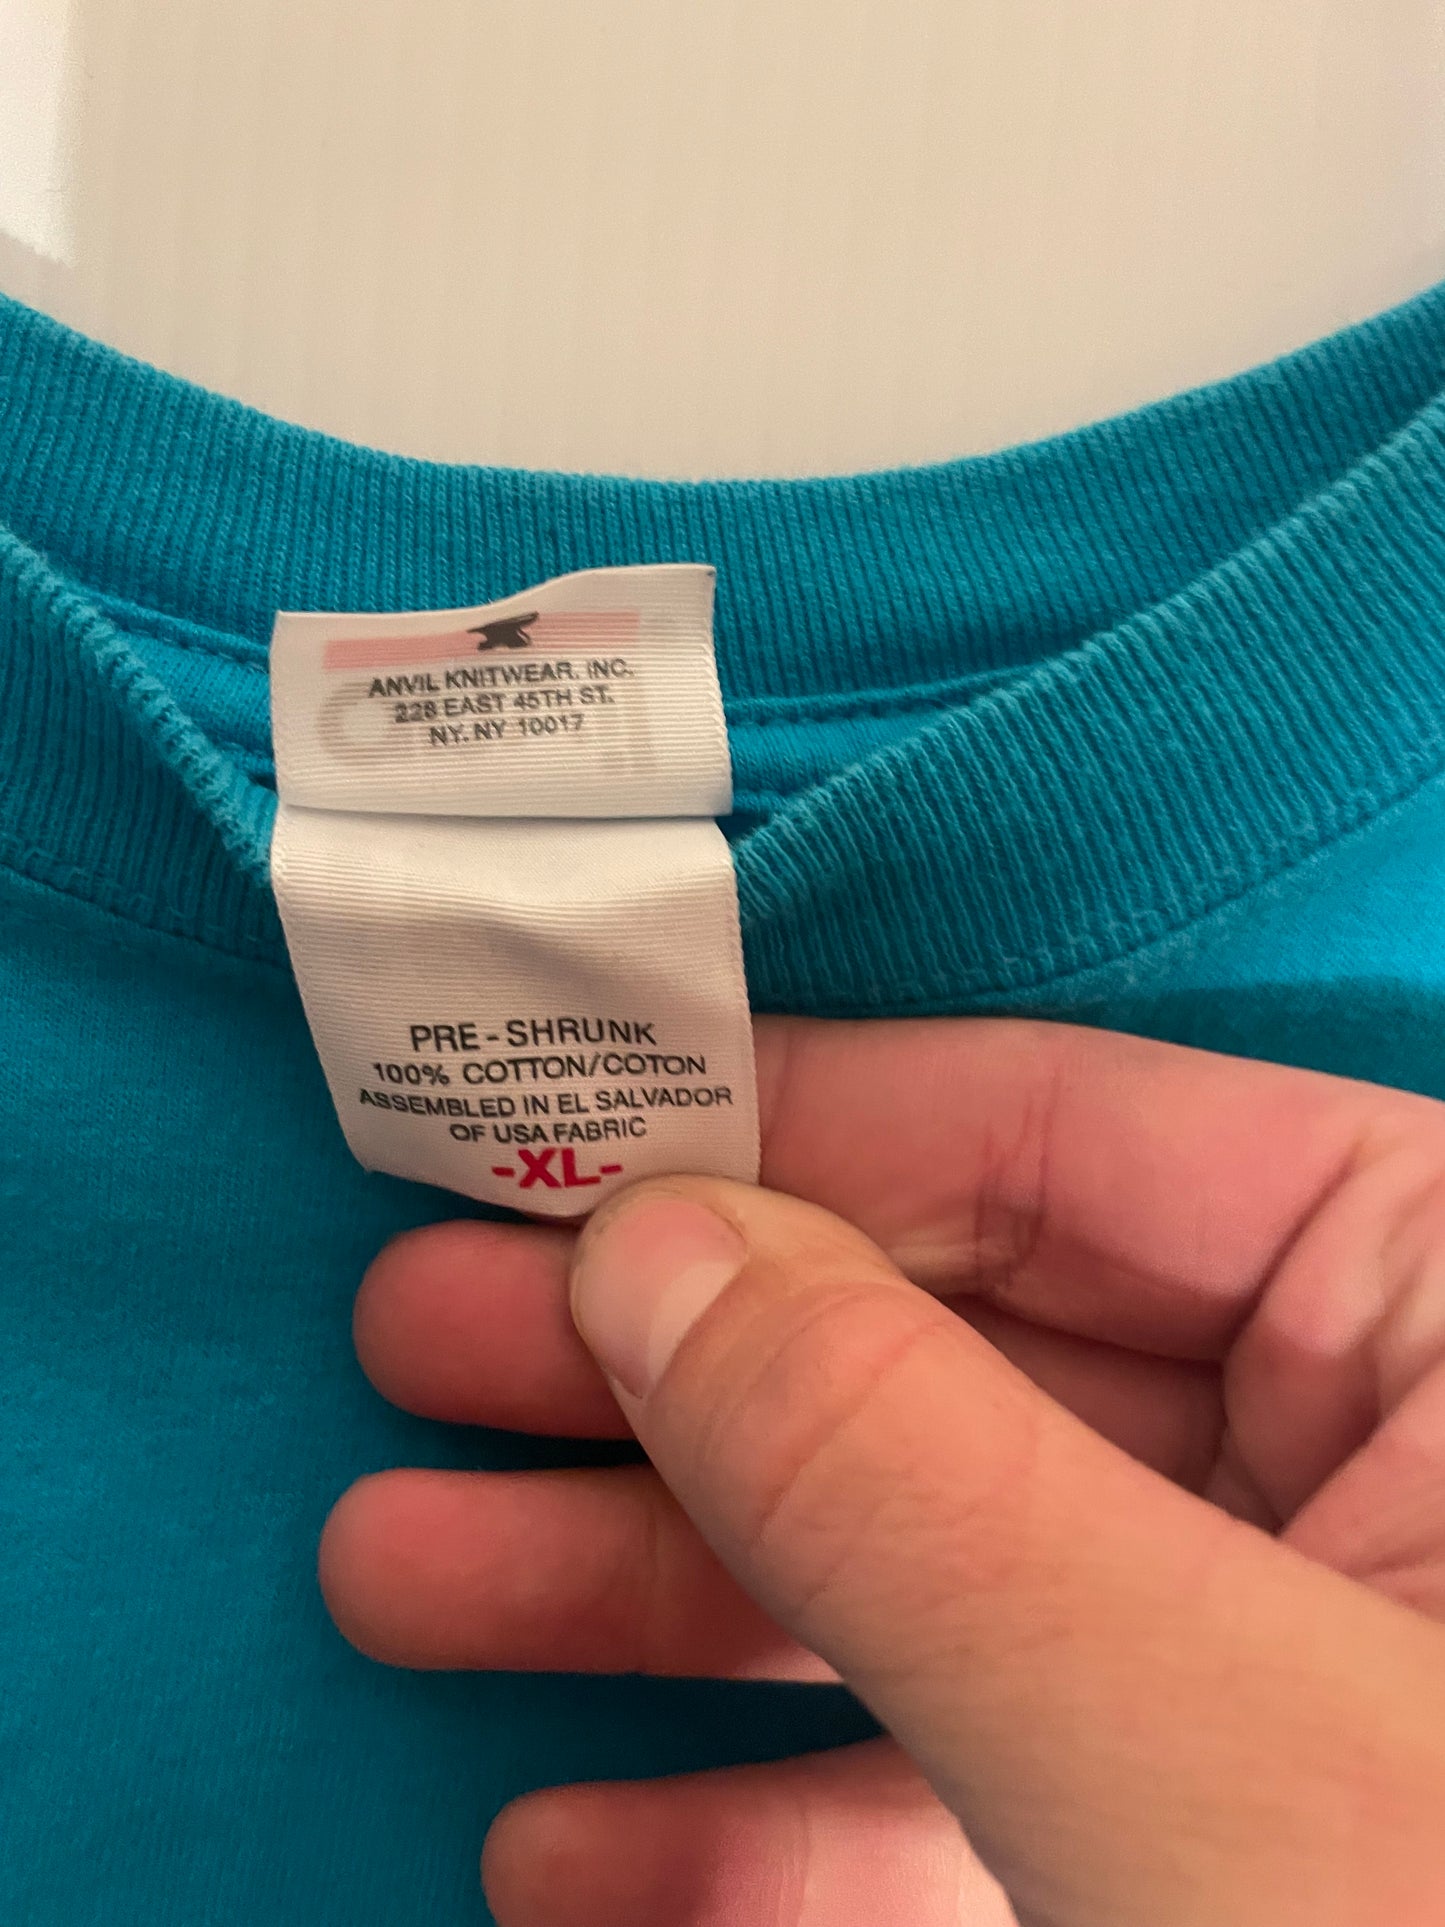 ANVIL KNITWEAR, INC.
228 EAST 45TH ST.
NY. NY 10017
PRE-SHRUNK
100% COTTON/COTON
ASSEMBLED IN EL SALVADOR
OF USA FABRIC
-XL-